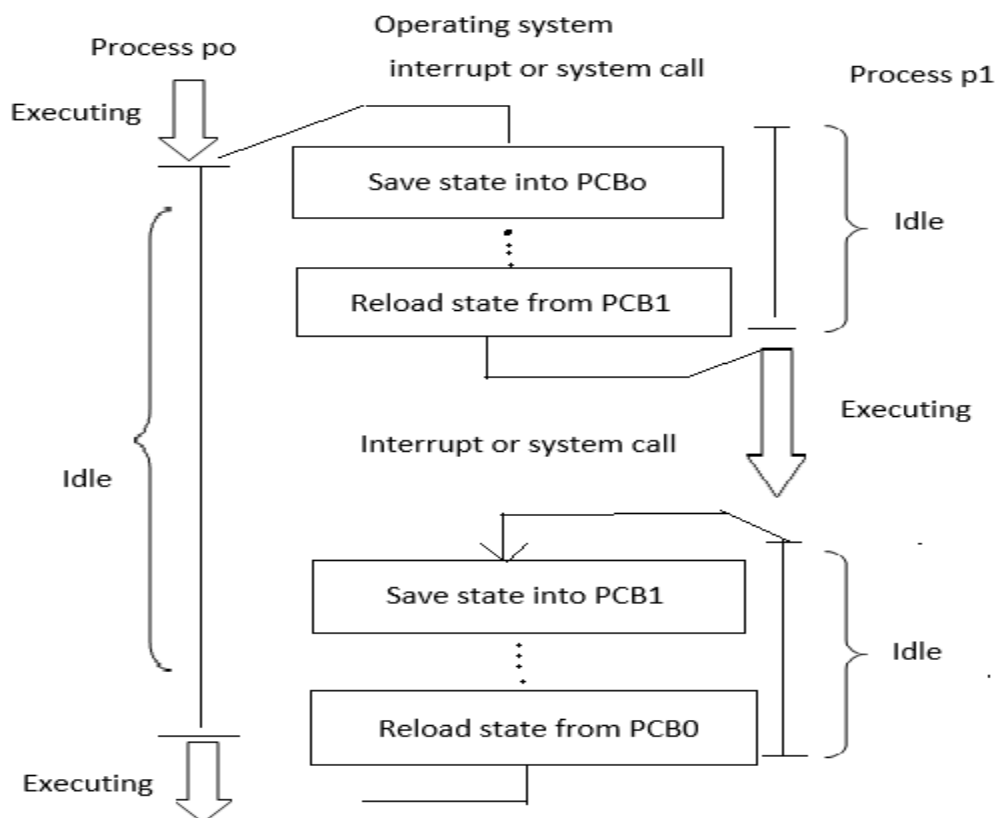 Operating system
Process po
interrupt or system call
Process p1
Executing
Save state into PCBo
Idle
Reload state from PCB1
Executing
Interrupt or system call
Idle
Save state into PCB1
Idle
Reload state from PCB0
Executing